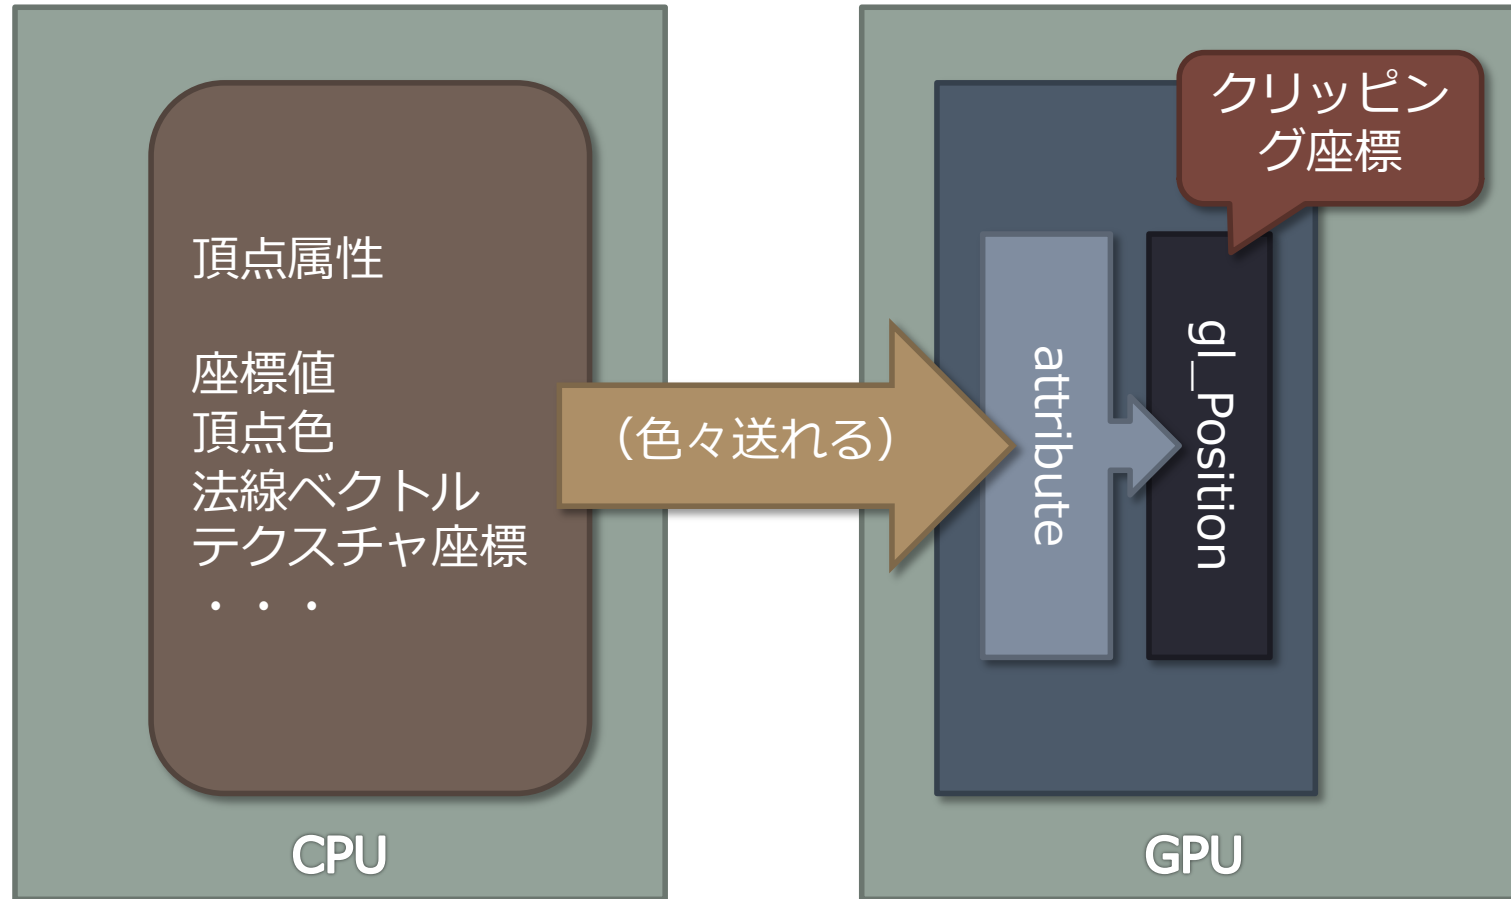 頂点属性
座標値
頂点色
法線ベクトル
テクスチャ座標
・・・
CPU
（色々送れる）
クリッピン
グ座標
attribute
gl_Position
GPU